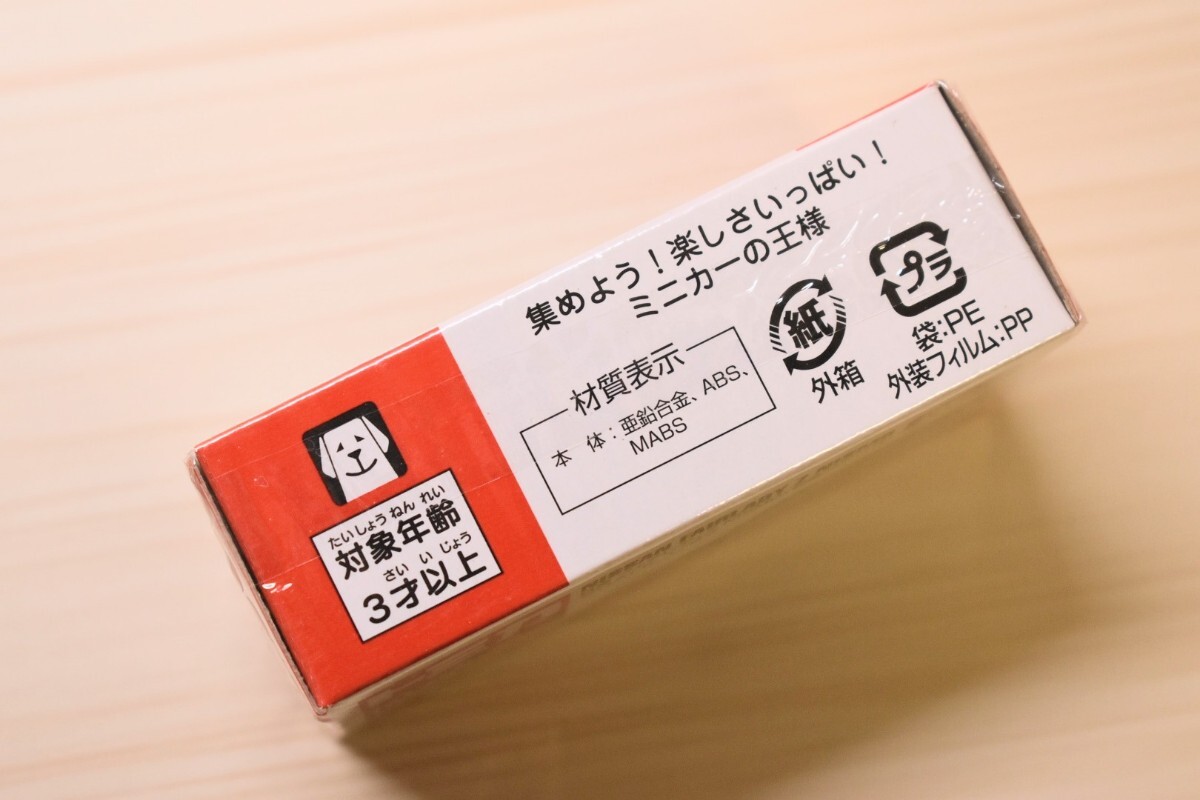 集めよう！楽しさいっぱい！
ミニカーの王様
材質表示
本 体：亜鉛合金、ABS、
MABS
紙
外箱
プラ
袋:PE
外装フィルム:PP
たいしょうねんれい
対象年齢
さいいじょう
3才以上